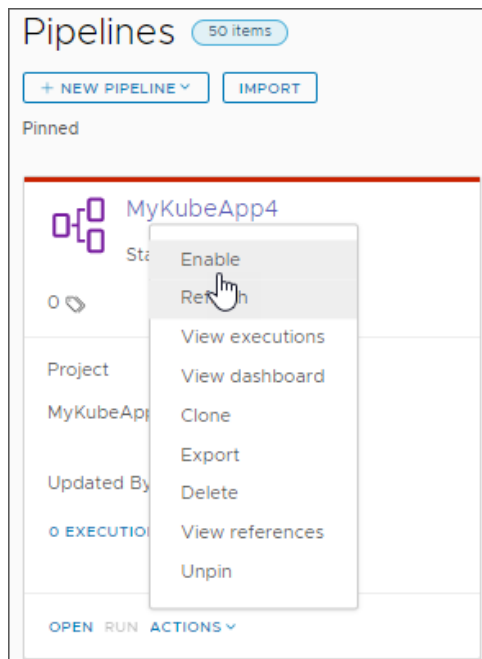 Pipelines 50 items
+ NEW PIPELINE IMPORT
Pinned
MyKubeApp4
Enable
0
View executions
Project
View dashboard
Clone
Export
Updated By
Delete
View references
Unpin
OPEN RUN ACTIONS